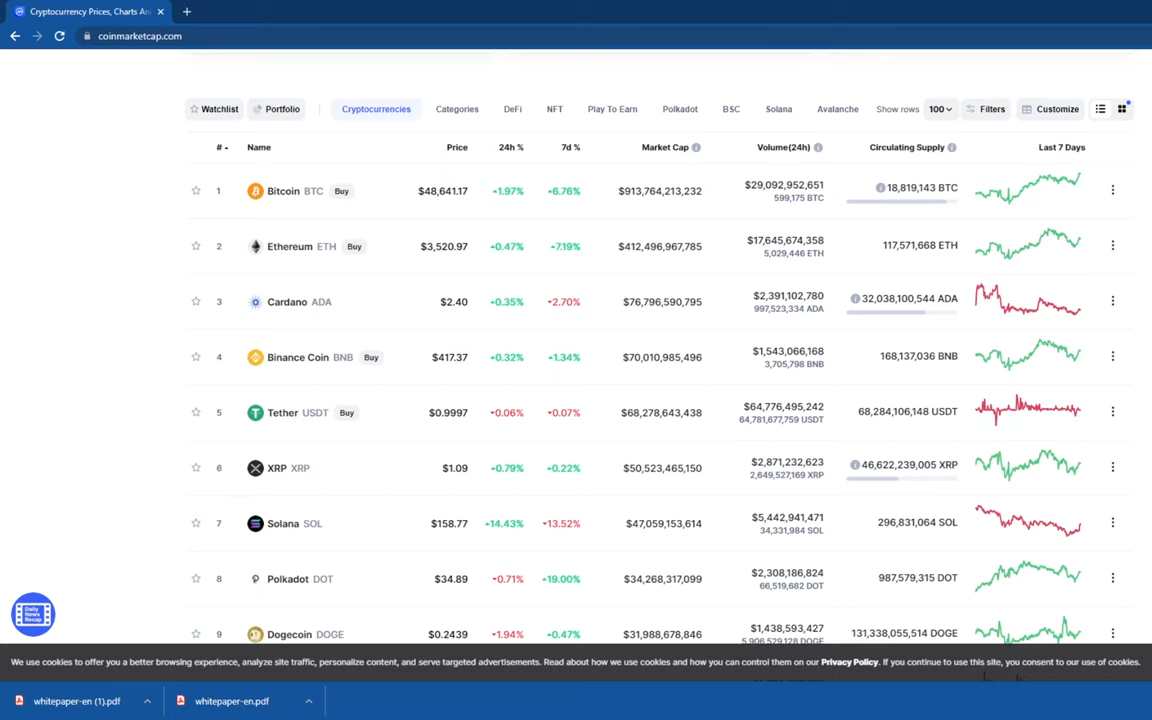 Cryptocurrency Prices, Charts An
coinmarketcap.com
Watchlist Portfolio Cryptocurrencies Categories DeFi NFT Play To Earn Polkadot BSC Solana Avalanche Show rows 100 Filters Customize
# Name Price 24h % 7d % Market Cap Volume(24h) Circulating Supply Last 7 Days
1 Bitcoin BTC Buy $48,641.17 1.97% 6.76% $913,764,213,232 $29,092,952,651 18,819,143 BTC
599,175 BTC
2 Ethereum ETH Buy $3,520.97 0.47% 7.19% $412,496,967,785 $17,645,674,358 117,571,668 ETH
5,029,446 ETH
3 Cardano ADA $2.40 0.35% 2.70% $76,796,590,795 $2,391,102,780 32,038,100,544 ADA
997,523,334 ADA
4 Binance Coin BNB Buy $417.37 0.32% 1.34% $70,010,985,496 $1,543,066,168 168,137,036 BNB
3,705,798 BNB
5 Tether USDT Buy $0.9997 0.06% 0.07% $68,278,643,438 $64,776,495,242 68,284,106,148 USDT
64,781,677,759 USDT
6 XRP XRP $1.09 0.79% 0.22% $50,523,465,150 $2,871,232,623 46,622,239,005 XRP
2,649,527,169 XRP
7 Solana SOL $158.77 14.43% 13.52% $47,059,153,614 $5,442,941,471 296,831,064 SOL
34,331,984 SOL
8 Polkadot DOT $34.89 0.71% 19.00% $34,268,317,099 $2,308,186,824 987,579,315 DOT
66,519,682 DOT
9 Dogecoin DOGE $0.2439 1.94% 0.47% $31,988,678,846 $1,438,593,427 131,338,055,514 DOGE
5,906,529,128 DOGE
Daily
News
Recap
We use cookies to offer you a better browsing experience, analyze site traffic, personalize content, and serve targeted advertisements. Read about how we use cookies and how you can control them on our Privacy Policy. If you continue to use this site, you consent to our use of cookies.
whitepaper-en (1).pdf whitepaper-en.pdf